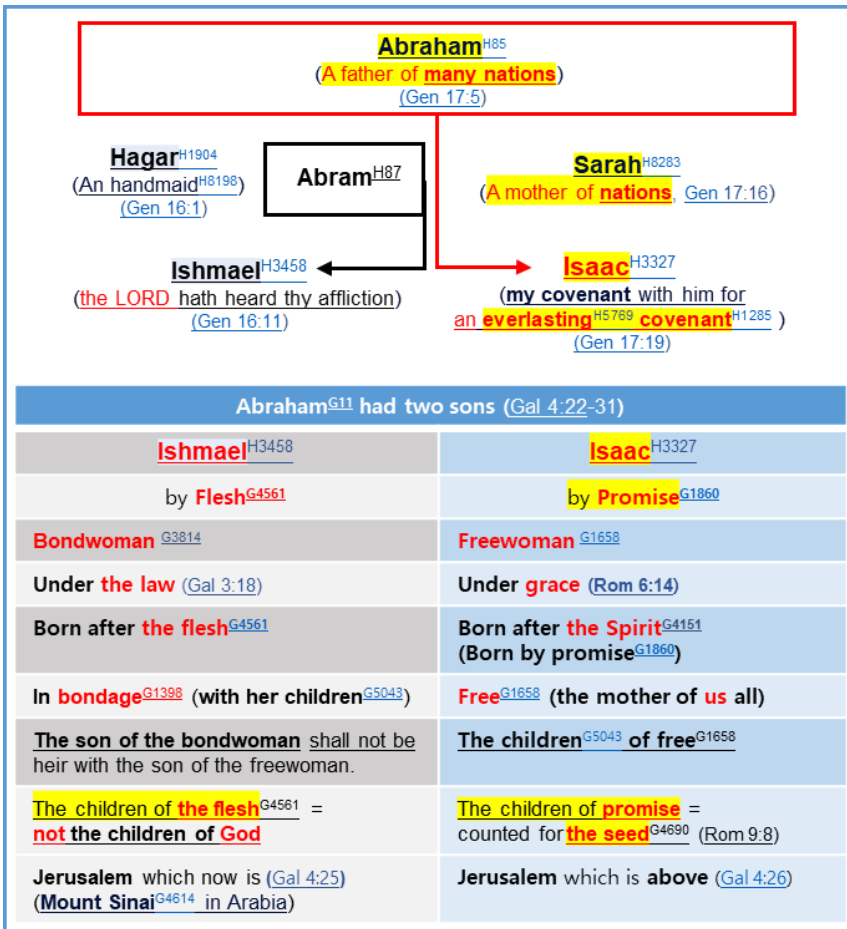 AbrahamH85
(A father of many nations)
(Gen 17:5)
HagarH1904
(An handmaidH8198)
(Gen 16:1)
AbramH87
SarahH8283
(A mother of nations, Gen 17:16)
IshmaelH3458
(the LORD hath heard thy affliction)
(Gen 16:11)
IsaacH3327
(my covenant with him for
an everlastingH5769 covenantH1285 )
(Gen 17:19)
AbrahamG11 had two sons (Gal 4:22-31)
IshmaelH3458
IsaacH3327
by FleshG4561
by PromiseG1860
Bondwoman G3814
Freewoman G1658
Under the law (Gal 3:18)
Under grace (Rom 6:14)
Born after the fleshG4561
Born after the SpiritG4151
(Born by promiseG1860)
In bondageG1398 (with her childrenG5043)
FreeG1658 (the mother of us all)
The son of the bondwoman shall not be
heir with the son of the freewoman.
The childrenG5043 of freeG1658
The children of the fleshG4561 =
not the children of God
The children of promise =
counted for the seedG4690 (Rom 9:8)
Jerusalem which now is (Gal 4:25)
(Mount SinaiG4614 in Arabia)
Jerusalem which is above (Gal 4:26)